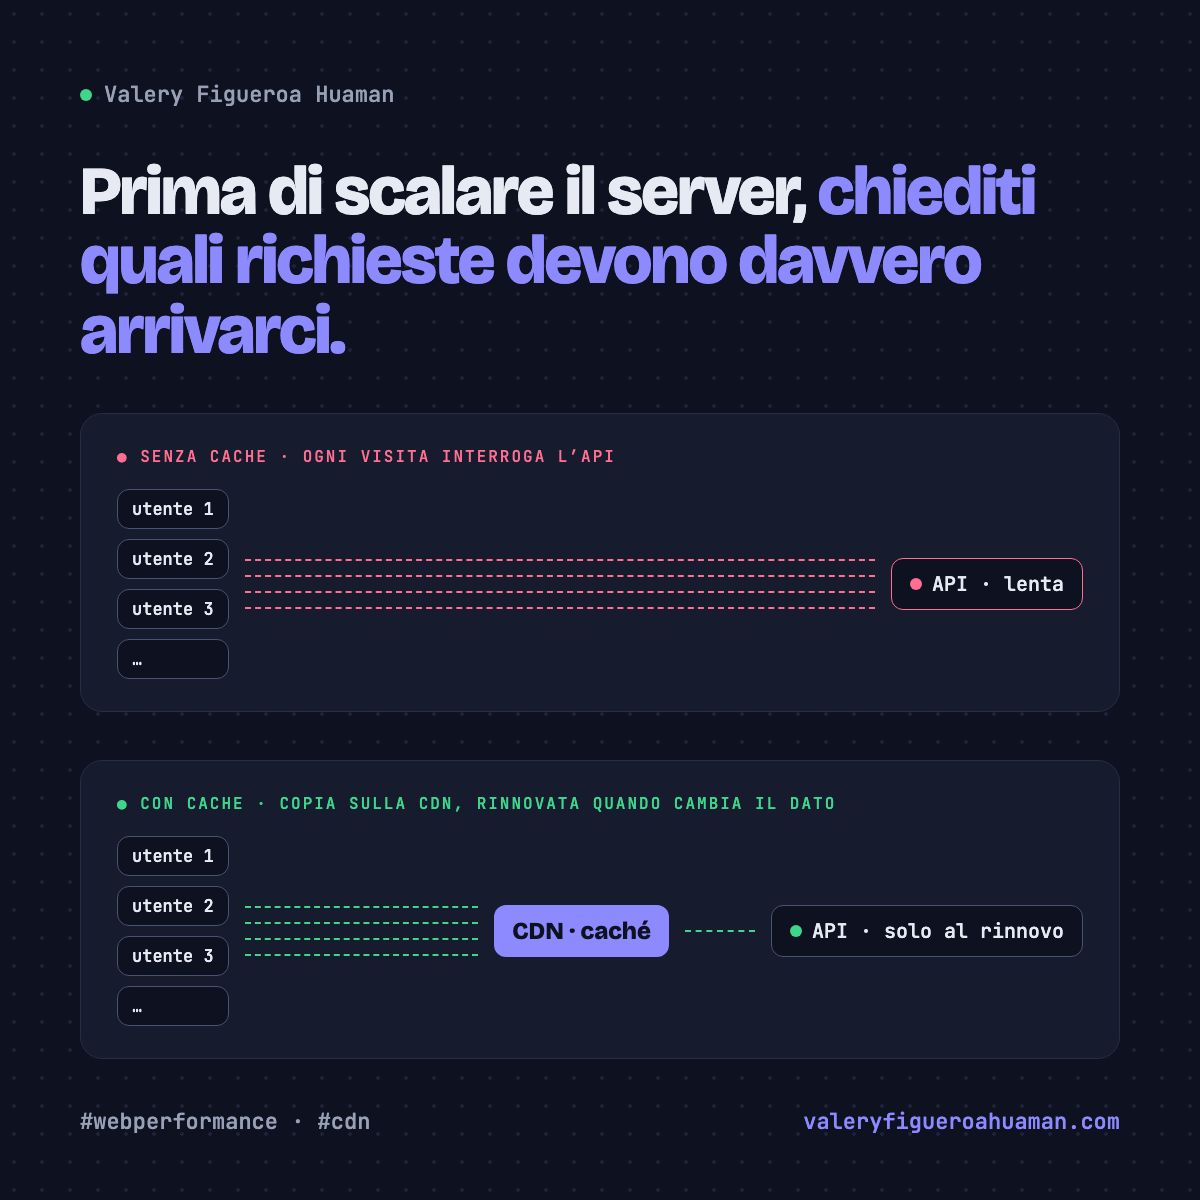 Valery Figueroa Huaman
Prima di scalare il server, chiediti
quali richieste devono davvero
arrivarci.
SENZA CACHE · OGNI VISITA INTERROGA L’API
utente 1
utente 2
utente 3
…
API · lenta
CON CACHE · COPIA SULLA CDN, RINNOVATA QUANDO CAMBIA IL DATO
utente 1
utente 2
utente 3
…
CDN · caché
API · solo al rinnovo
#webperformance · #cdn
valeryfigueroahuaman.com